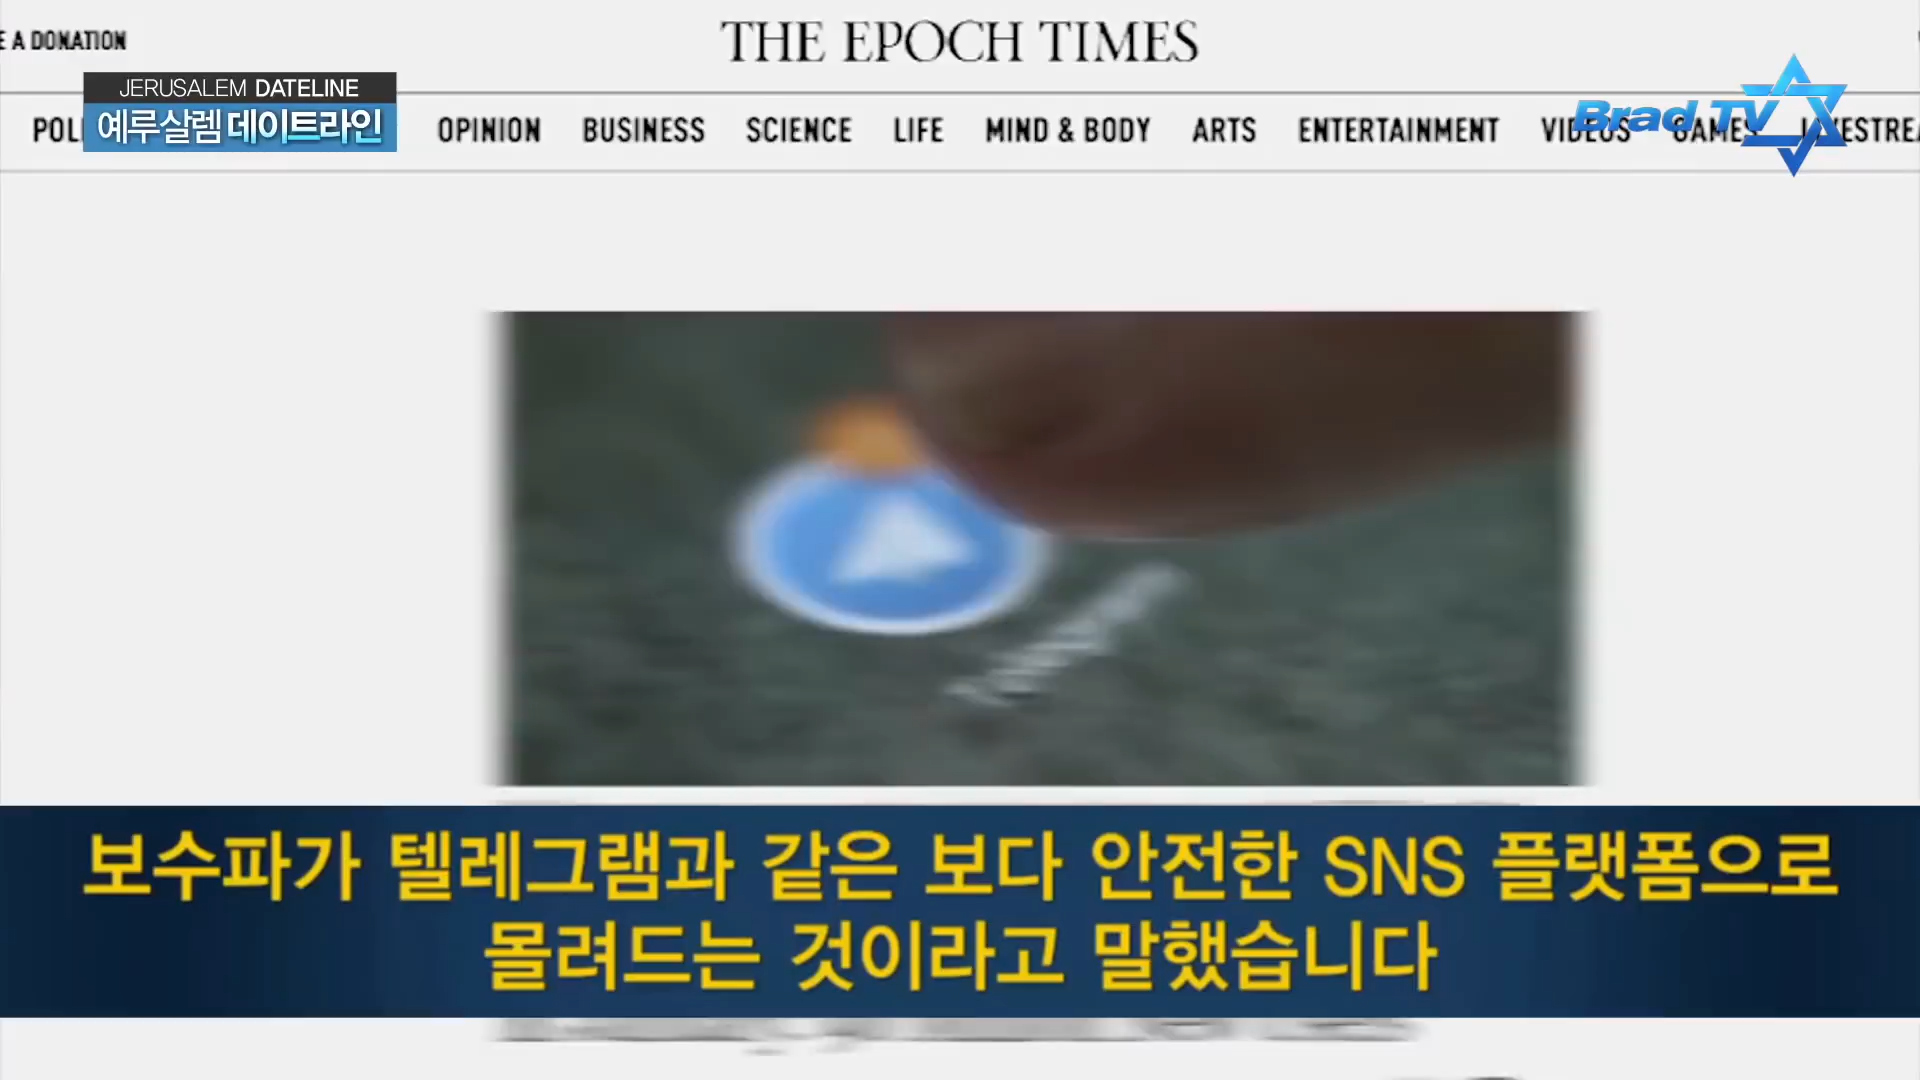 E A DONATION
THE EPOCH TIMES
JERUSALEM DATELINE
예루살렘 데이트라인
Brad TV
OPINION BUSINESS SCIENCE LIFE MIND & BODY ARTS ENTERTAINMENT VIDEOS GAMES
보수파가 텔레그램과 같은 보다 안전한 SNS 플랫폼으로
몰려드는 것이라고 말했습니다